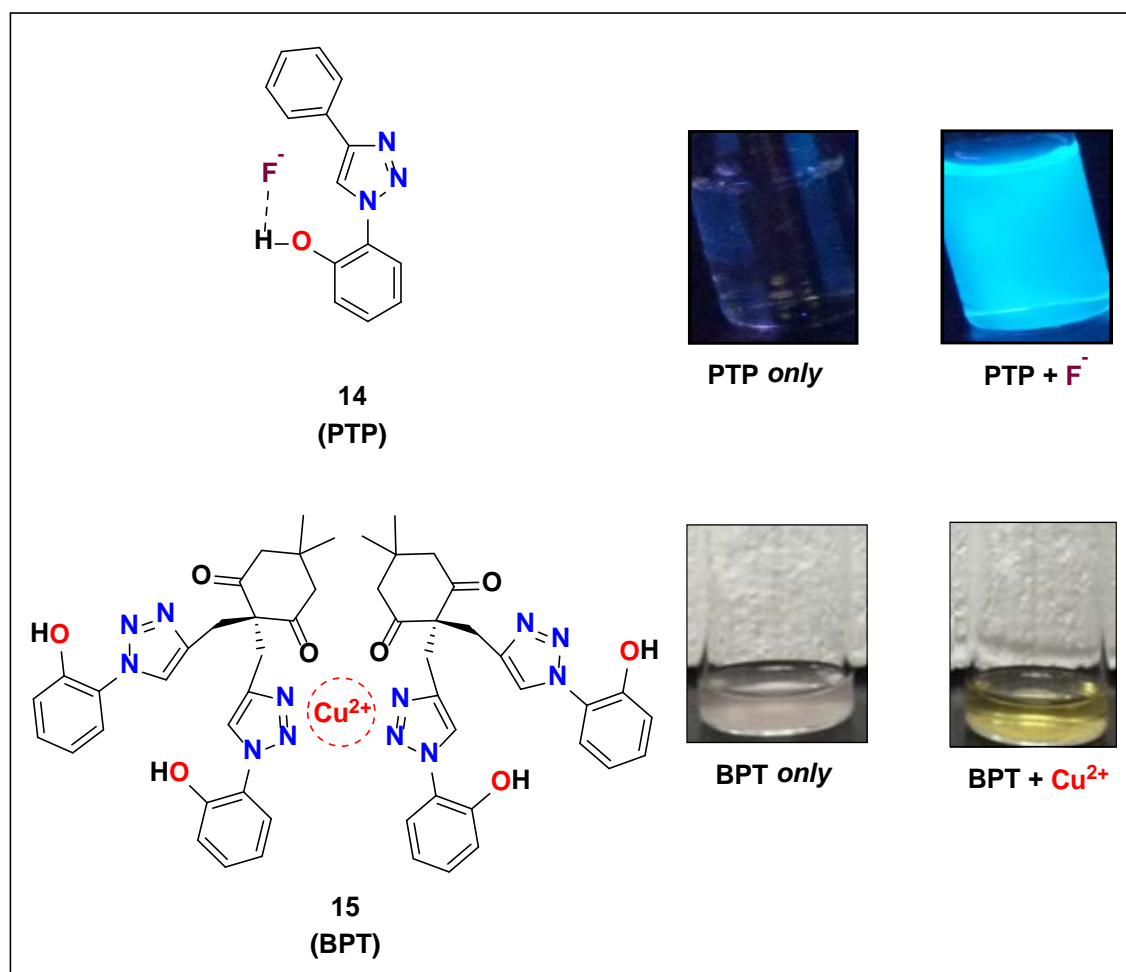 N
N
N
F-
H
O
PTP only
PTP + F-
14
(PTP)
O
O
O
O
N
N
N
N
N
N
HO
OH
N
N
N
N
N
N
Cu2+
HO
OH
BPT only
BPT + Cu2+
15
(BPT)